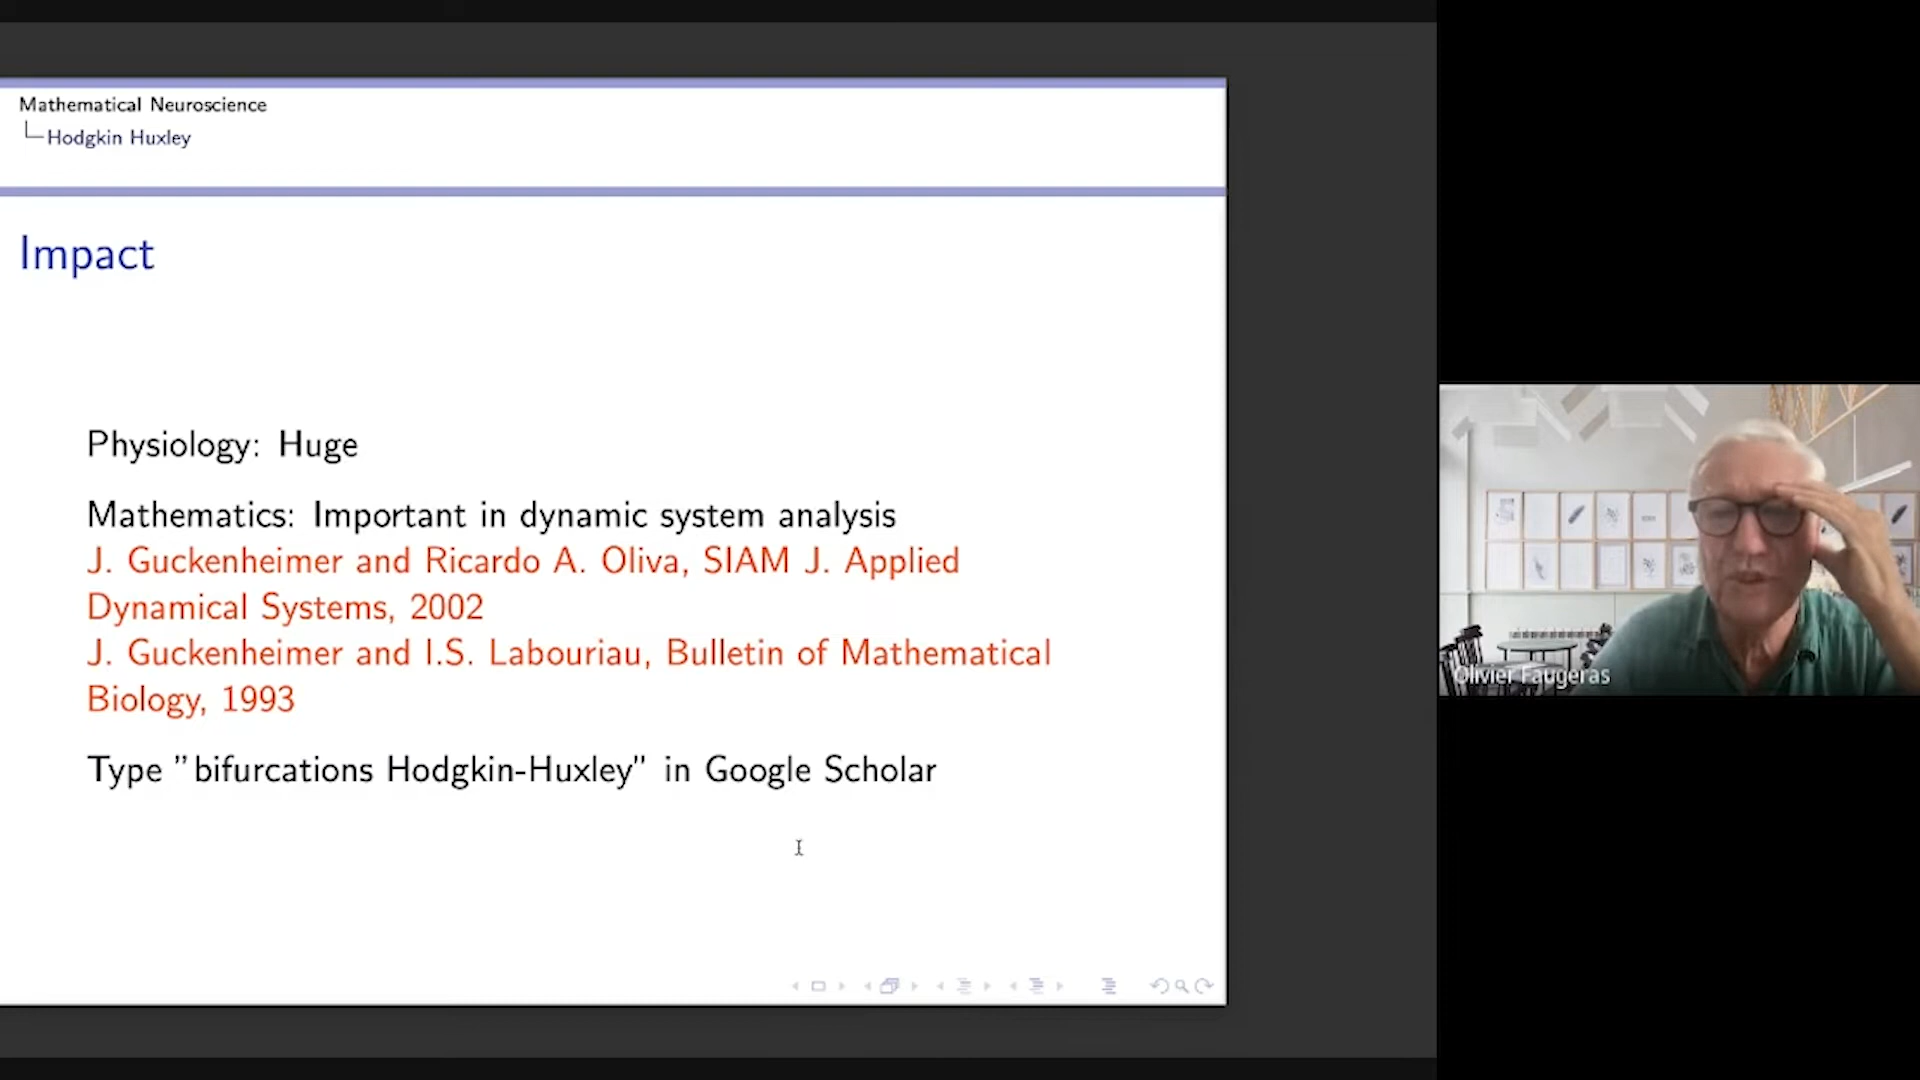 Mathematical Neuroscience
Hodgkin Huxley
Impact
Physiology: Huge
Mathematics: Important in dynamic system analysis
J. Guckenheimer and Ricardo A. Oliva, SIAM J. Applied
Dynamical Systems, 2002
J. Guckenheimer and I.S. Labouriau, Bulletin of Mathematical
Biology, 1993
Type ”bifurcations Hodgkin-Huxley” in Google Scholar
Olivier Faugeras